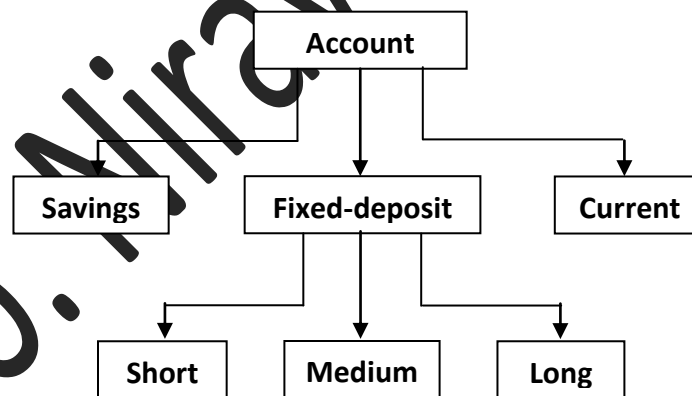 Account
Savings
Fixed-deposit
Current
Short
Medium
Long